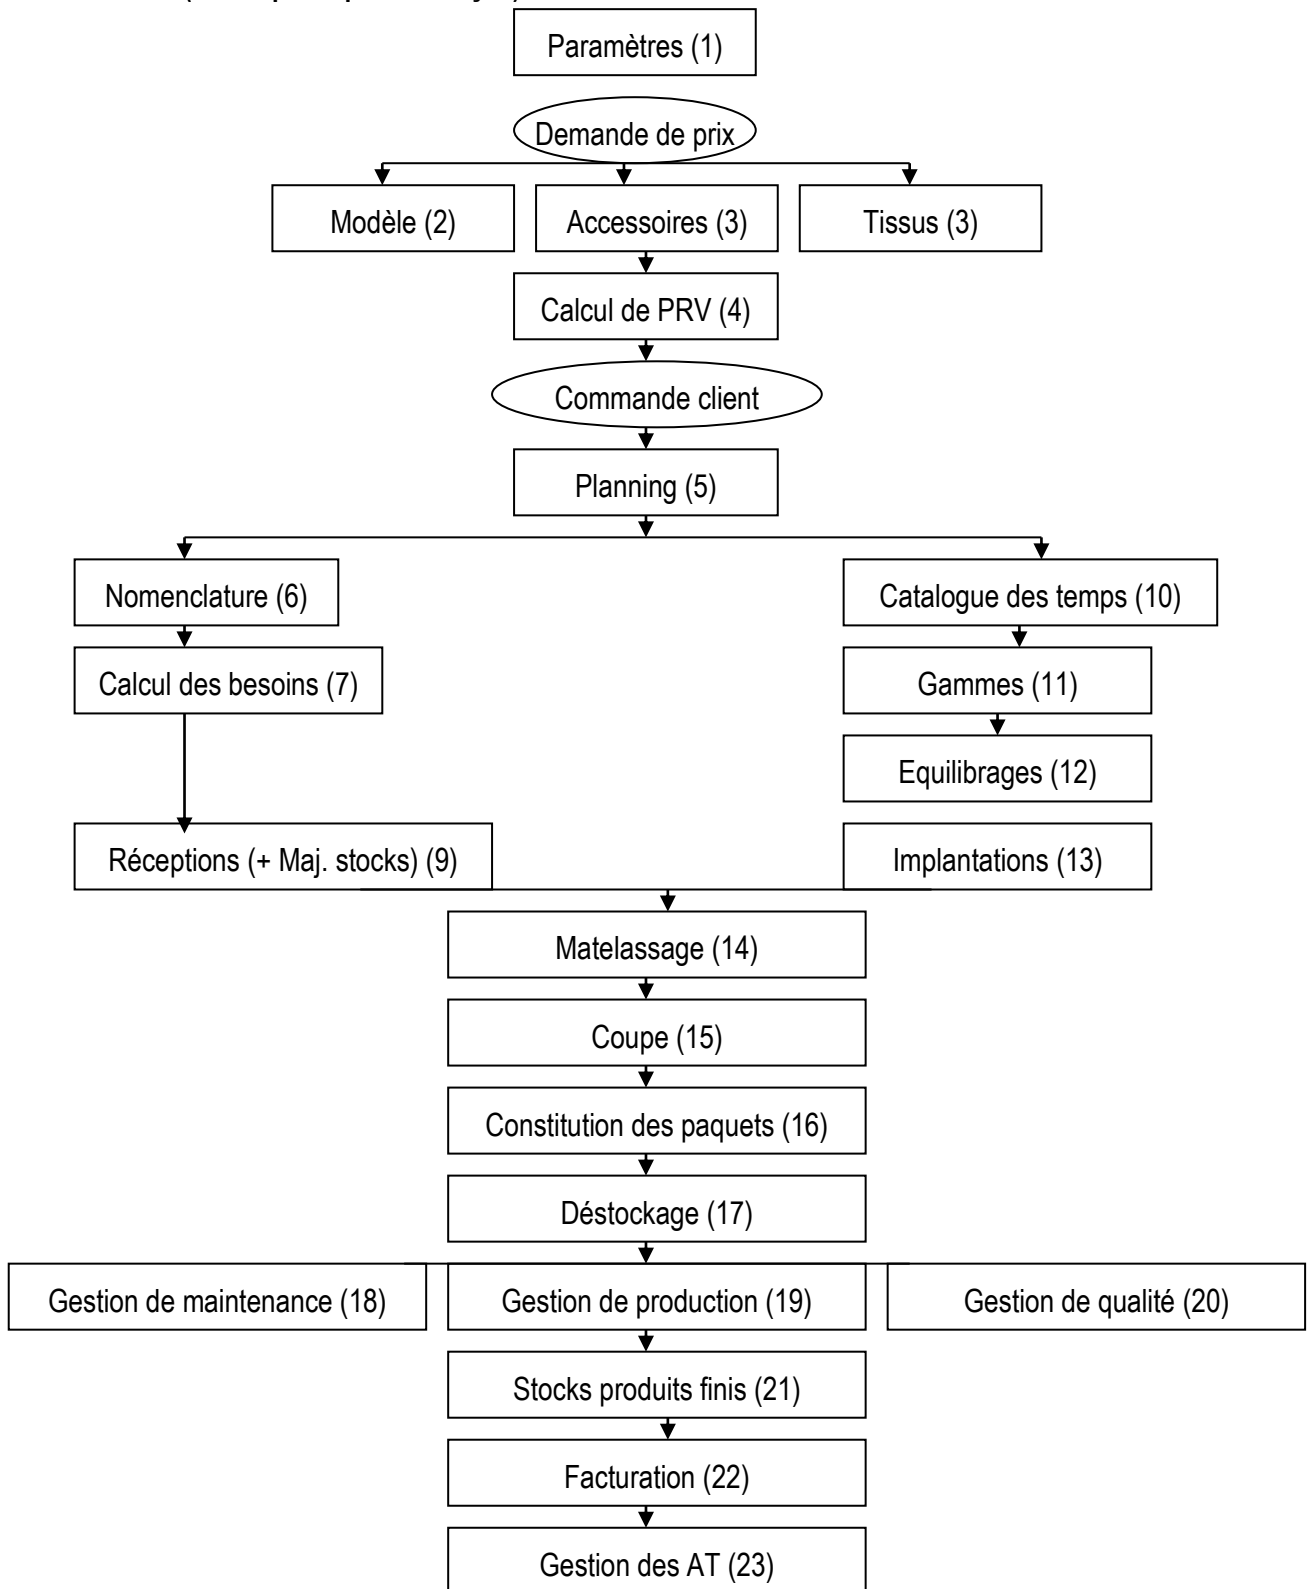 Paramètres (1)
Demande de prix
Modèle (2)
Accessoires (3)
Tissus (3)
Calcul de PRV (4)
Commande client
Planning (5)
Nomenclature (6)
Catalogue des temps (10)
Calcul des besoins (7)
Gammes (11)
Equilibrages (12)
Réceptions (+ Maj. stocks) (9)
Implantations (13)
Matelassage (14)
Coupe (15)
Constitution des paquets (16)
Déstockage (17)
Gestion de maintenance (18)
Gestion de production (19)
Gestion de qualité (20)
Stocks produits finis (21)
Facturation (22)
Gestion des AT (23)